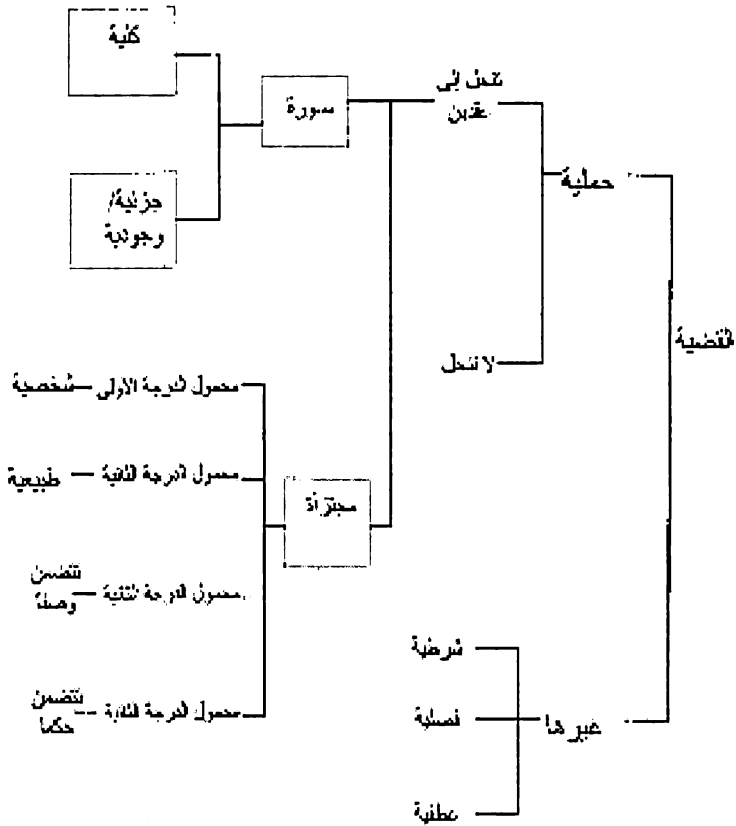 القضية
حملية
تنحل إلى
عقدين
سورة
كلية
جزئية/
وجودية
مجتزأة
محمول الدرجة الأولى – شخصية
محمول الدرجة الثانية – طبيعية
محمول الدرجة الثانية – تتضمن
وصفا
محمول الدرجة الثانية – تتضمن
حكما
لا تنحل
غيرها
شرطية
فصلية
عطفية